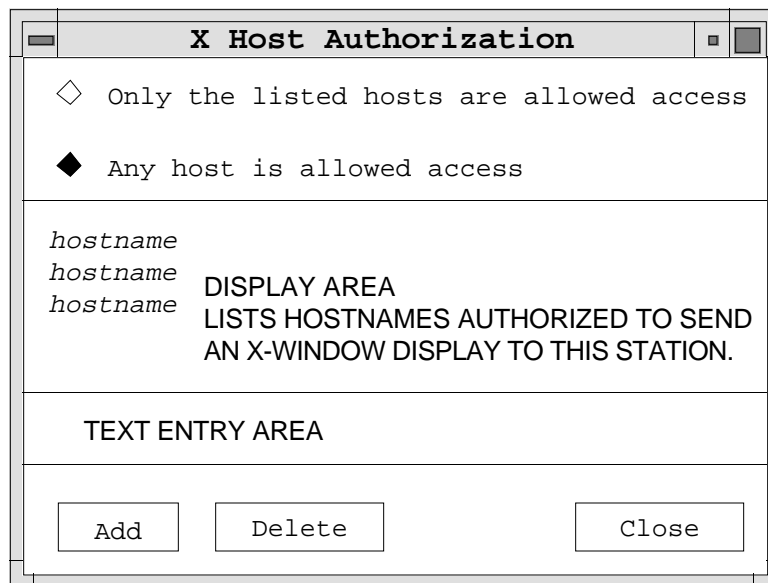 X Host Authorization
Only the listed hosts are allowed access
Any host is allowed access
hostname
hostname
hostname
DISPLAY AREA
LISTS HOSTNAMES AUTHORIZED TO SEND
AN X-WINDOW DISPLAY TO THIS STATION.
TEXT ENTRY AREA
Add Delete Close